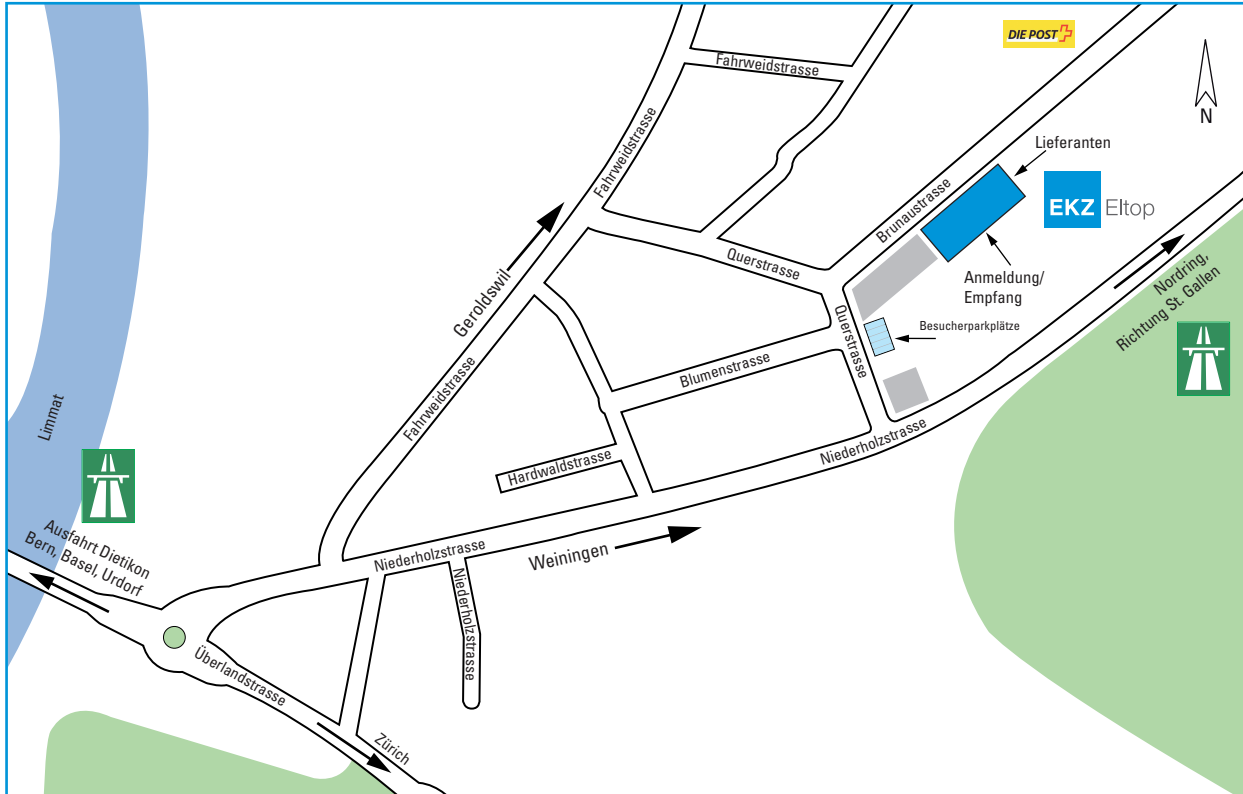 DIE POST
Fahrweidstrasse
N
Fahrweidstrasse
Lieferanten
EKZ Eltop
Brunaustrasse
Querstrasse
Anmeldung/
Empfang
Geroldswil
Nordring,
Richtung St. Gallen
Besucherparkplätze
Querstrasse
Blumenstrasse
Fahrweidstrasse
Limmat
Niederholzstrasse
Hardwaldstrasse
Ausfahrt Dietikon
Bern, Basel, Urdorf
Niederholzstrasse
Weiningen
Niederholzstrasse
Überlandstrasse
Zürich